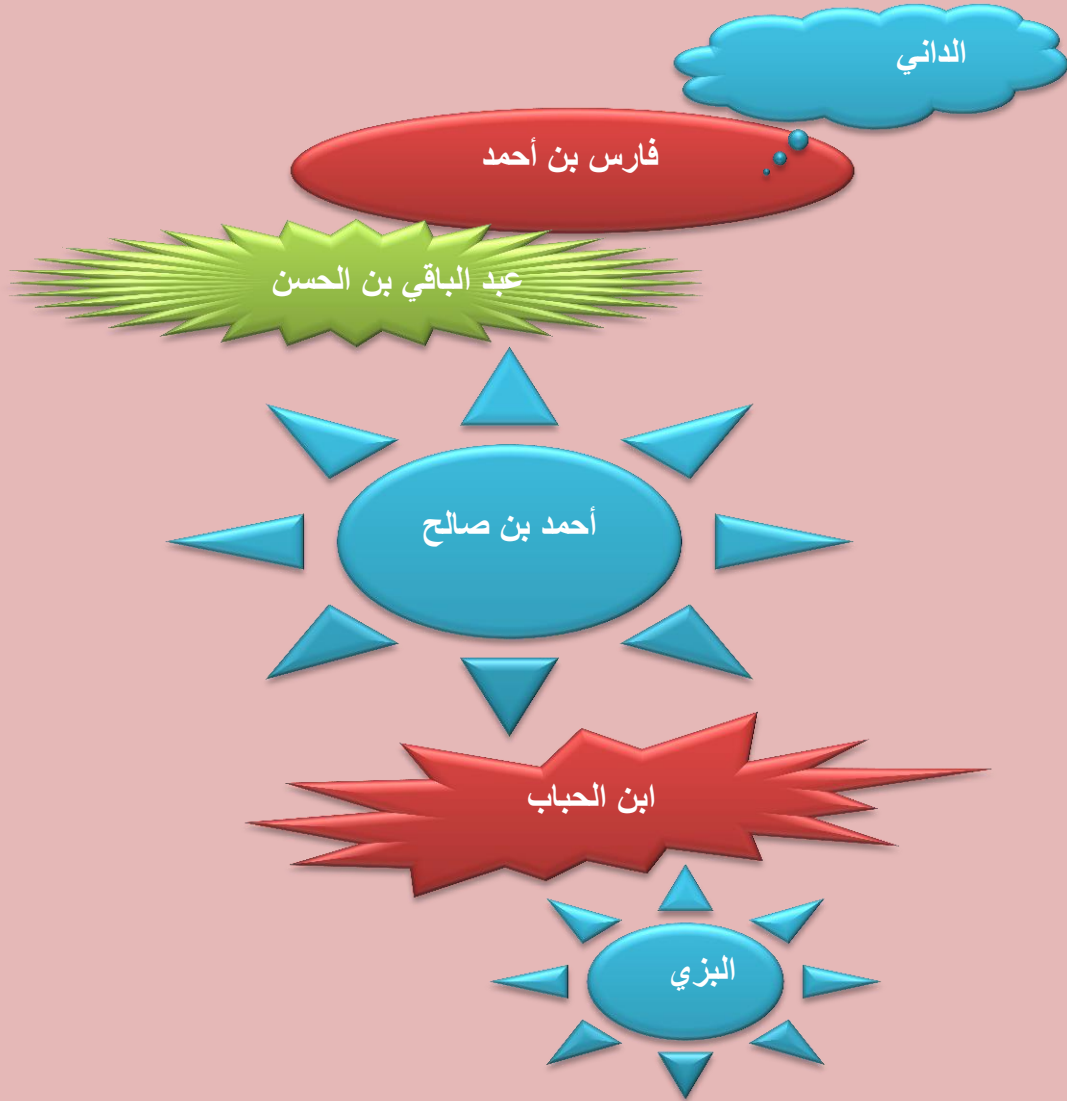 الداني
فارس بن أحمد
عبد الباقي بن الحسن
أحمد بن صالح
ابن الحباب
البزي